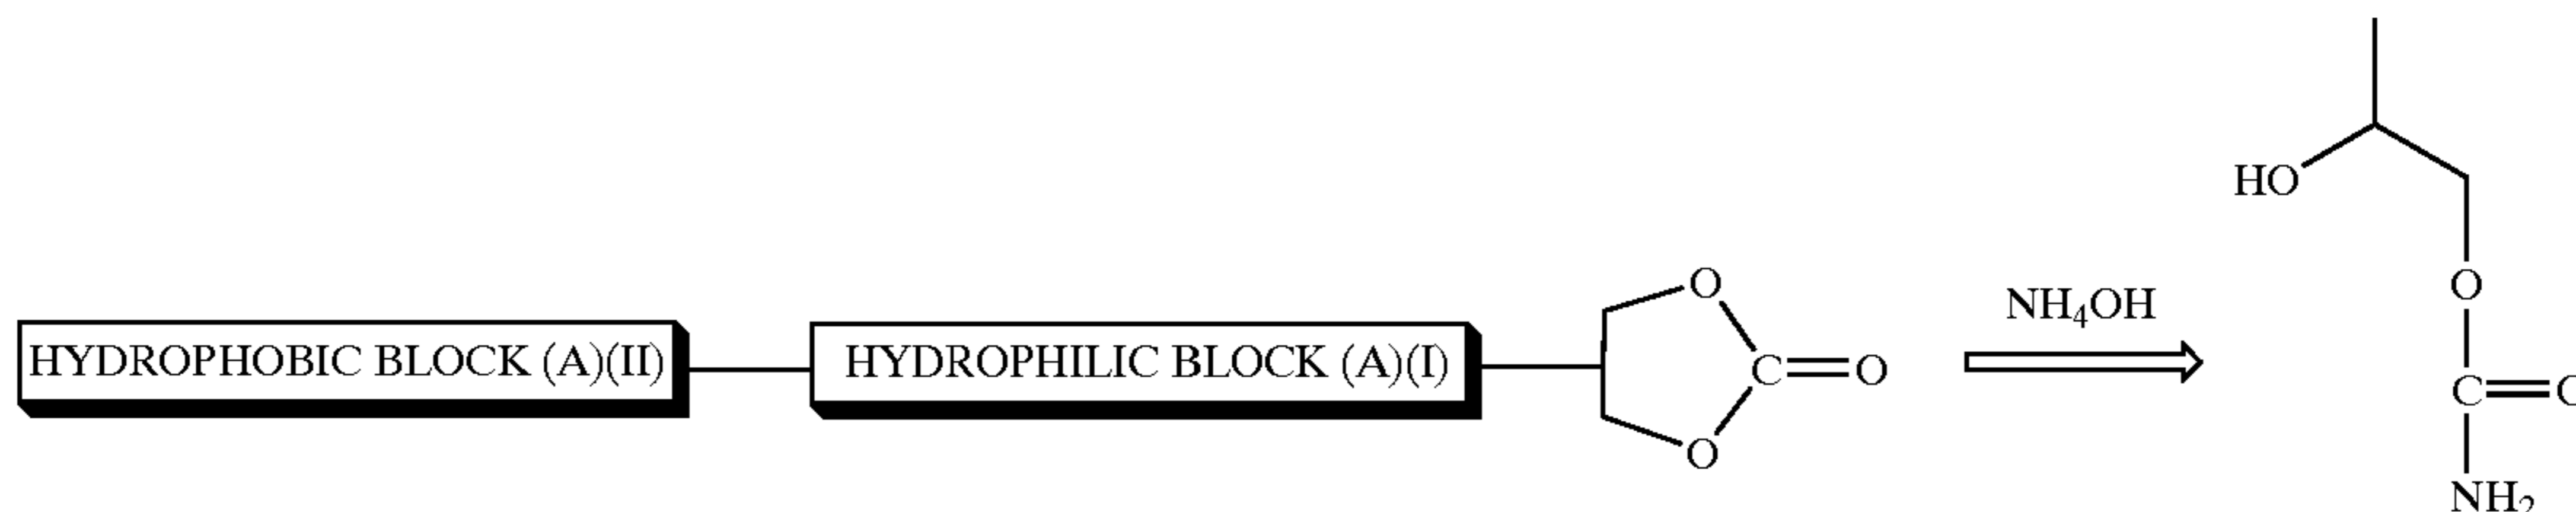 HYDROPHOBIC BLOCK (A)(II)
HYDROPHILIC BLOCK (A)(I)
O
C
O
O
NH₄OH
HO
O
C
NH₂